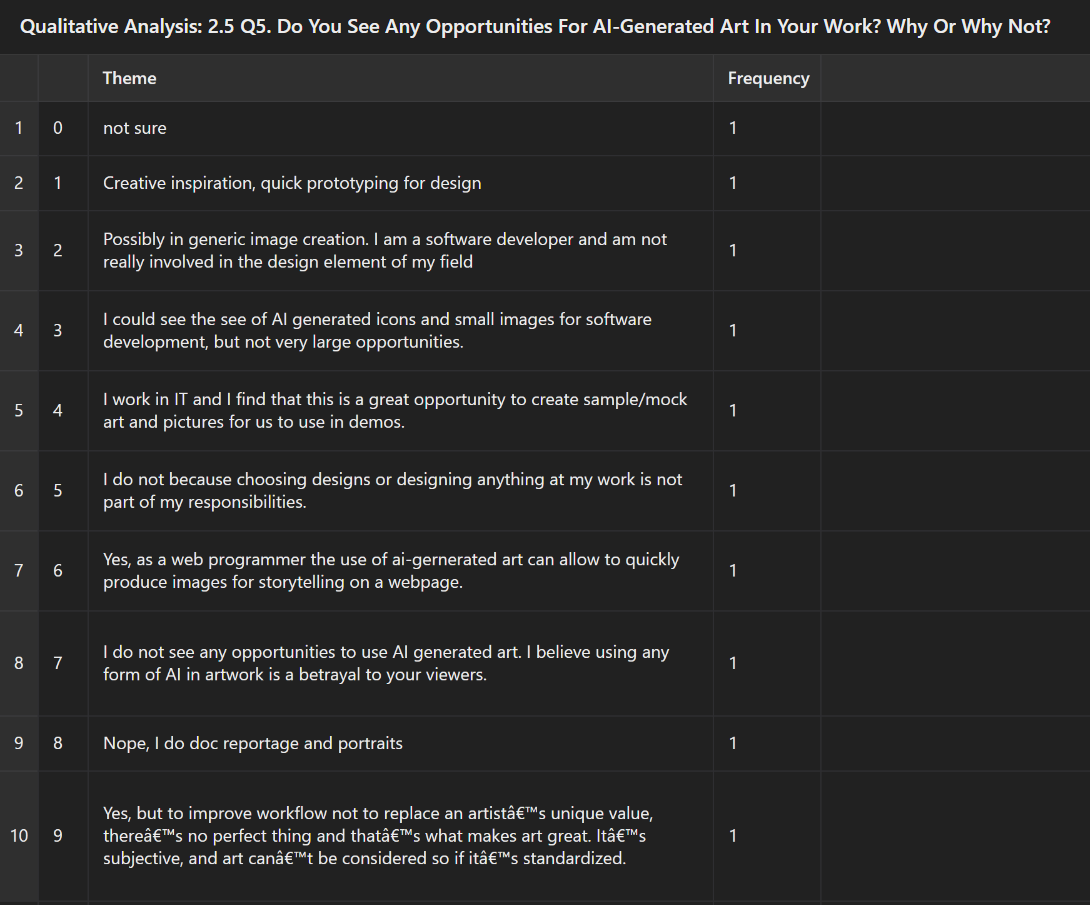 Qualitative Analysis: 2.5 Q5. Do You See Any Opportunities For AI-Generated Art In Your Work? Why Or Why Not?
Theme Frequency
1 0 not sure 1
2 1 Creative inspiration, quick prototyping for design 1
3 2 Possibly in generic image creation. I am a software developer and am not
really involved in the design element of my field 1
4 3 I could see the see of AI generated icons and small images for software
development, but not very large opportunities. 1
5 4 I work in IT and I find that this is a great opportunity to create sample/mock
art and pictures for us to use in demos. 1
6 5 I do not because choosing designs or designing anything at my work is not
part of my responsibilities. 1
7 6 Yes, as a web programmer the use of ai-gernerated art can allow to quickly
produce images for storytelling on a webpage. 1
8 7 I do not see any opportunities to use AI generated art. I believe using any
form of AI in artwork is a betrayal to your viewers. 1
9 8 Nope, I do doc reportage and portraits 1
10 9 Yes, but to improve workflow not to replace an artistâ€™s unique value,
thereâ€™s no perfect thing and thatâ€™s what makes art great. Itâ€™s
subjective, and art canâ€™t be considered so if itâ€™s standardized. 1